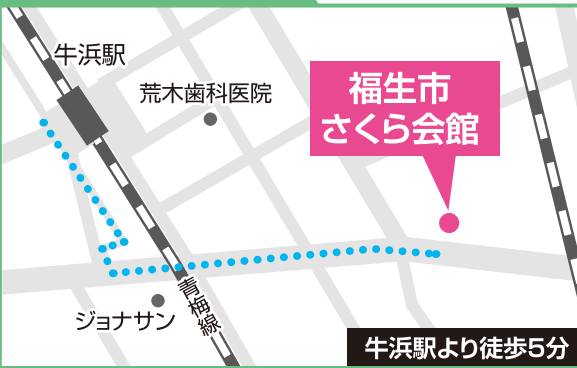 牛浜駅
荒木歯科医院
福生市
さくら会館
青梅線
ジョナサン
牛浜駅より徒歩5分